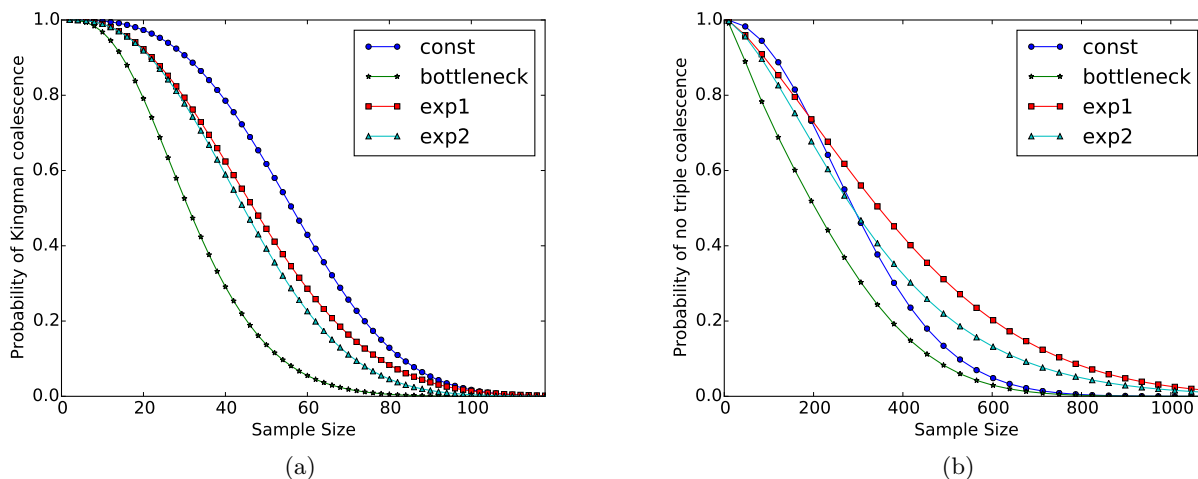 Probability of Kingman coalescence
1.0
0.8
0.6
0.4
0.2
0.0
0
20
40
60
80
100
Sample Size
const
bottleneck
exp1
exp2
(a)
Probability of no triple coalescence
1.0
0.8
0.6
0.4
0.2
0.0
0
200
400
600
800
1000
Sample Size
const
bottleneck
exp1
exp2
(b)